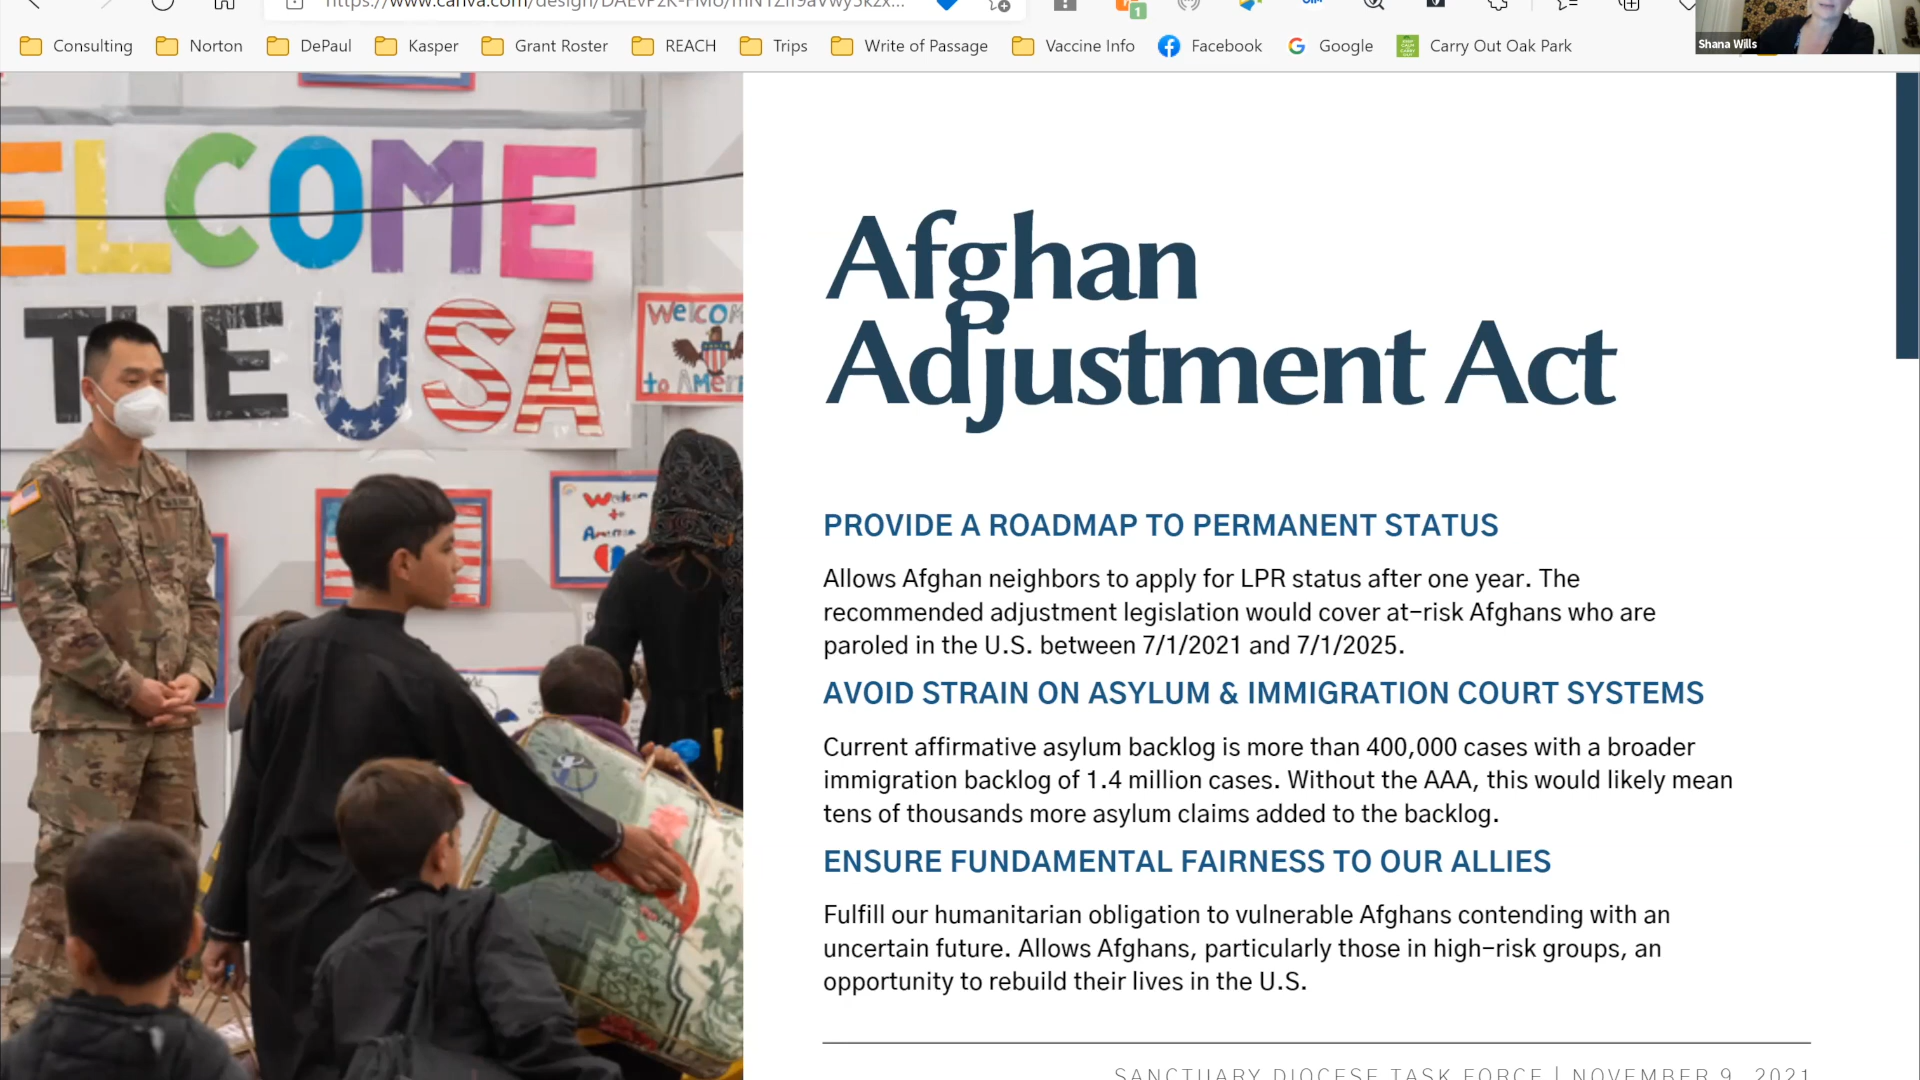 Consulting Norton DePaul Kasper Grant Roster REACH Trips Write of Passage Vaccine Info Facebook Google Carry Out Oak Park
Shana Wills
ELCOME
THE USA
Welcom
to Ameri
Welcome
to
America
Afghan
Adjustment Act
PROVIDE A ROADMAP TO PERMANENT STATUS
Allows Afghan neighbors to apply for LPR status after one year. The
recommended adjustment legislation would cover at-risk Afghans who are
paroled in the U.S. between 7/1/2021 and 7/1/2025.
AVOID STRAIN ON ASYLUM & IMMIGRATION COURT SYSTEMS
Current affirmative asylum backlog is more than 400,000 cases with a broader
immigration backlog of 1.4 million cases. Without the AAA, this would likely mean
tens of thousands more asylum claims added to the backlog.
ENSURE FUNDAMENTAL FAIRNESS TO OUR ALLIES
Fulfill our humanitarian obligation to vulnerable Afghans contending with an
uncertain future. Allows Afghans, particularly those in high-risk groups, an
opportunity to rebuild their lives in the U.S.
SANCTUARY DIOCESE TASK FORCE | NOVEMBER 9, 2021